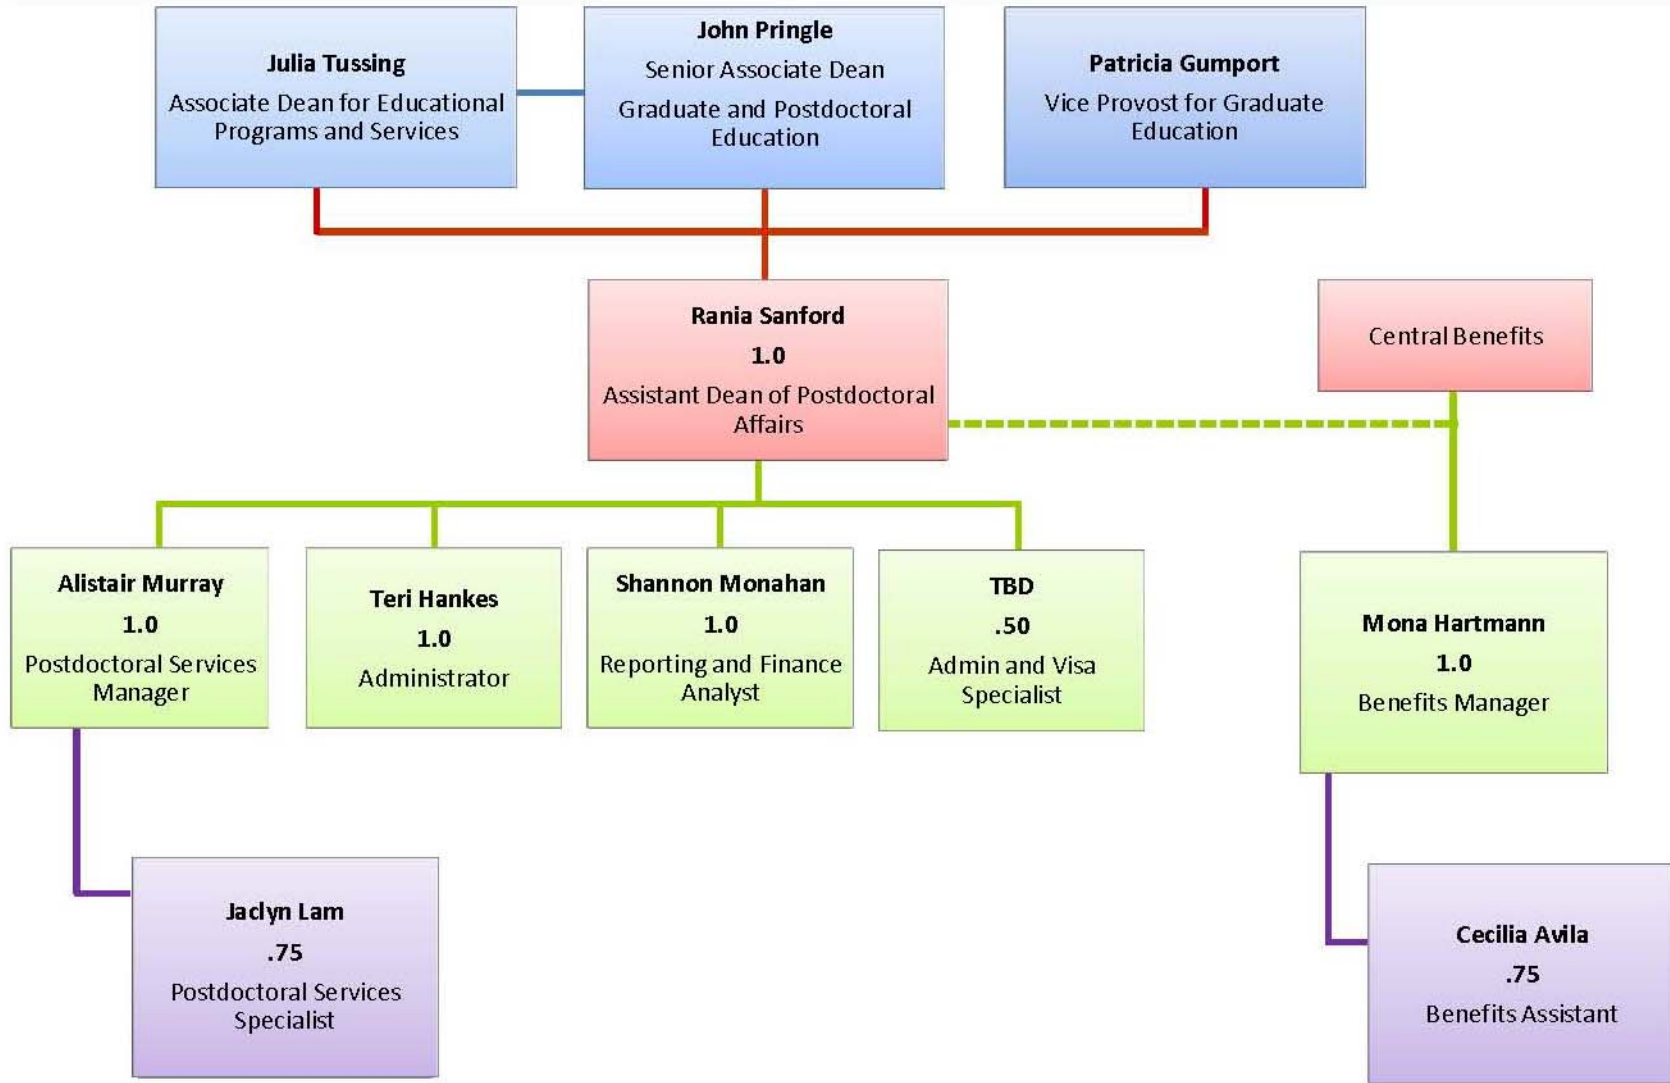 Julia Tussing
Associate Dean for Educational
Programs and Services
John Pringle
Senior Associate Dean
Graduate and Postdoctoral
Education
Patricia Gumport
Vice Provost for Graduate
Education
Rania Sanford
1.0
Assistant Dean of Postdoctoral
Affairs
Central Benefits
Alistair Murray
1.0
Postdoctoral Services
Manager
Teri Hankes
1.0
Administrator
Shannon Monahan
1.0
Reporting and Finance
Analyst
TBD
.50
Admin and Visa
Specialist
Mona Hartmann
1.0
Benefits Manager
Jaclyn Lam
.75
Postdoctoral Services
Specialist
Cecilia Avila
.75
Benefits Assistant